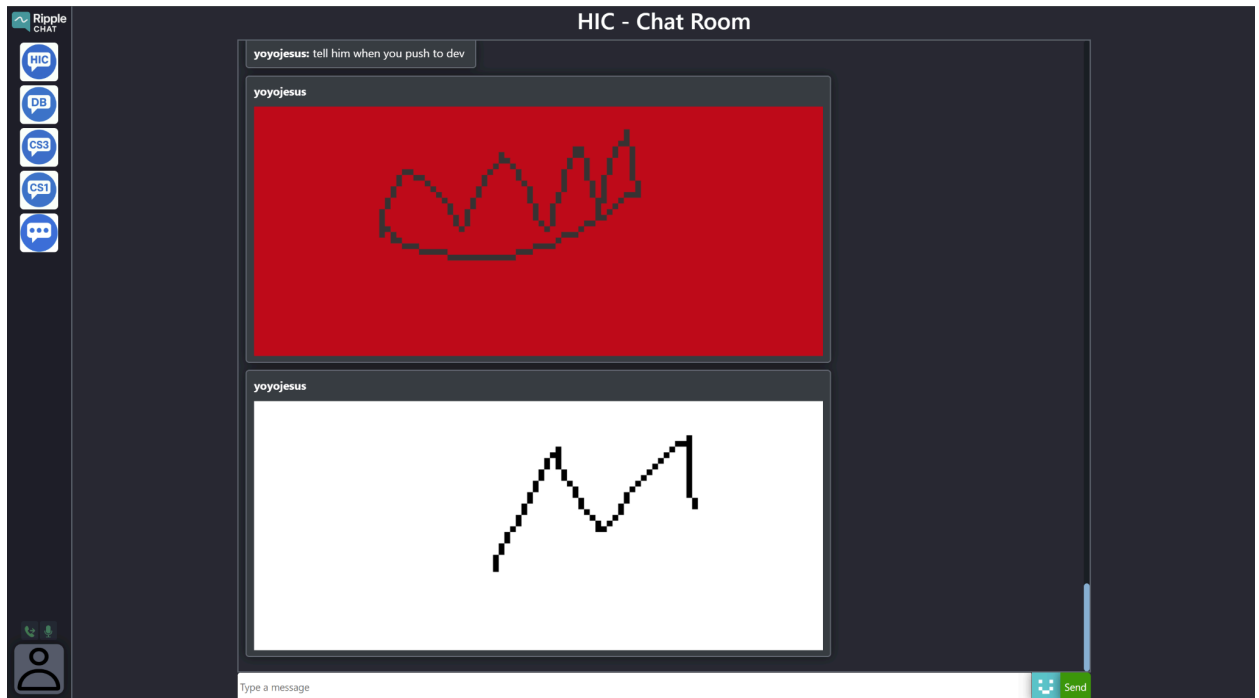 Ripple
CHAT
HIC - Chat Room
HIC
DB
CS3
CS1
yoyojesus: tell him when you push to dev
yoyojesus
yoyojesus
Type a message
Send